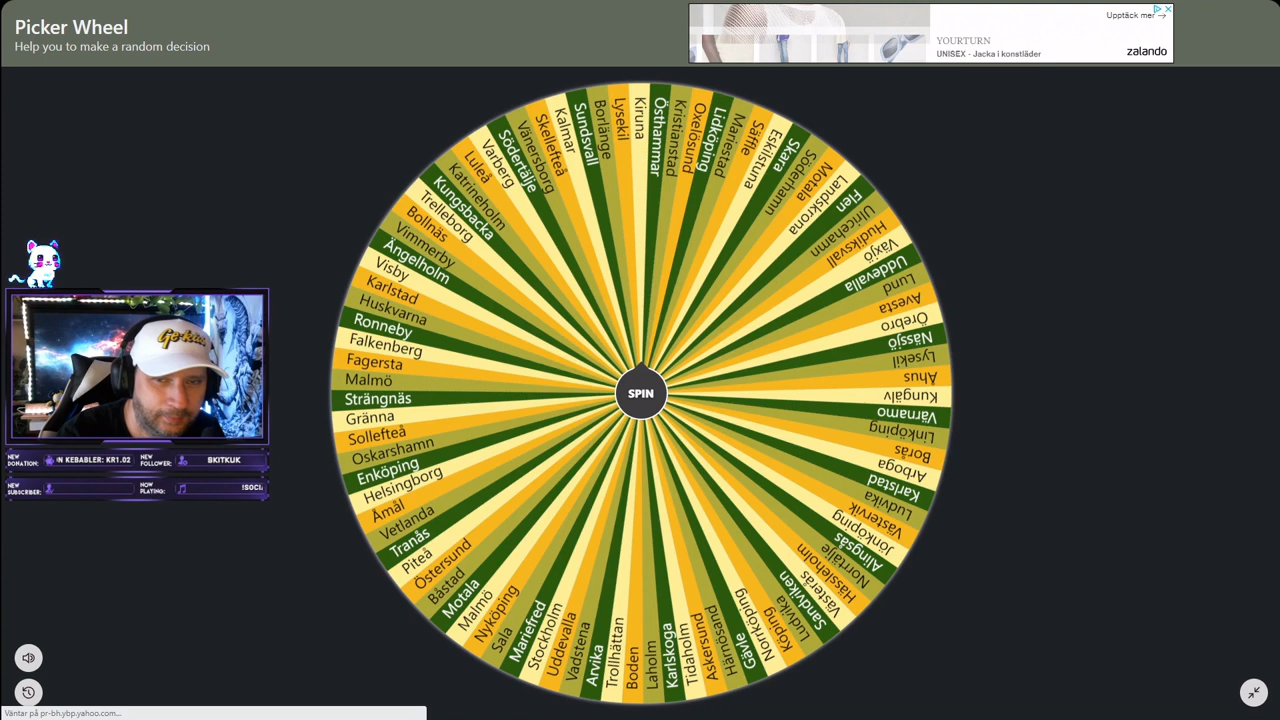 Picker Wheel
Help you to make a random decision
Upptäck mer →
YOURTURN
UNISEX - Jacka i konstläder
zalando
Kiruna
Östhammar
Kristianstad
Oxelösund
Lidköping
Mariestad
Säffle
Eskilstuna
Skara
Söderhamn
Motala
Landskrona
Flen
Ulricehamn
Hudiksvall
Växjö
Uddevalla
Lund
Avesta
Örebro
Nässjö
Lysekil
Åhus
Kungälv
Värnamo
Linköping
Borås
Arboga
Karlstad
Ludvika
Västervik
Jönköping
Alingsås
Norrtälje
Hässleholm
Västerås
Sandviken
Ludvika
Köping
Norrköping
Gävle
Härnösand
Askersund
Tidaholm
Karlskoga
Laholm
Boden
Trollhättan
Arvika
Vadstena
Uddevalla
Stockholm
Mariefred
Sala
Nyköping
Malmö
Motala
Båstad
Östersund
Piteå
Tranås
Vetlanda
Åmål
Helsingborg
Enköping
Oskarshamn
Sollefteå
Gränna
Strängnäs
Malmö
Fagersta
Falkenberg
Ronneby
Huskvarna
Karlstad
Visby
Ängelholm
Vimmerby
Bollnäs
Trelleborg
Kungsbacka
Katrineholm
Luleå
Varberg
Södertälje
Vänersborg
Skellefteå
Kalmar
Sundsvall
Borlänge
Lysekil
SPIN
Ge-kås
NEW DONATION: N KEBABLER: KR1.02
NEW FOLLOWER: SKITKUK
NEW SUBSCRIBER:
NOW PLAYING: !SOCI
Väntar på pr-bh.ybp.yahoo.com...